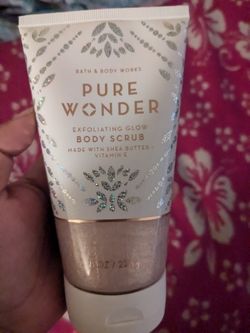 BATH & BODY WORKS
PURE
WONDER
EXFOLIATING GLOW
BODY SCRUB
MADE WITH SHEA BUTTER +
VITAMIN E